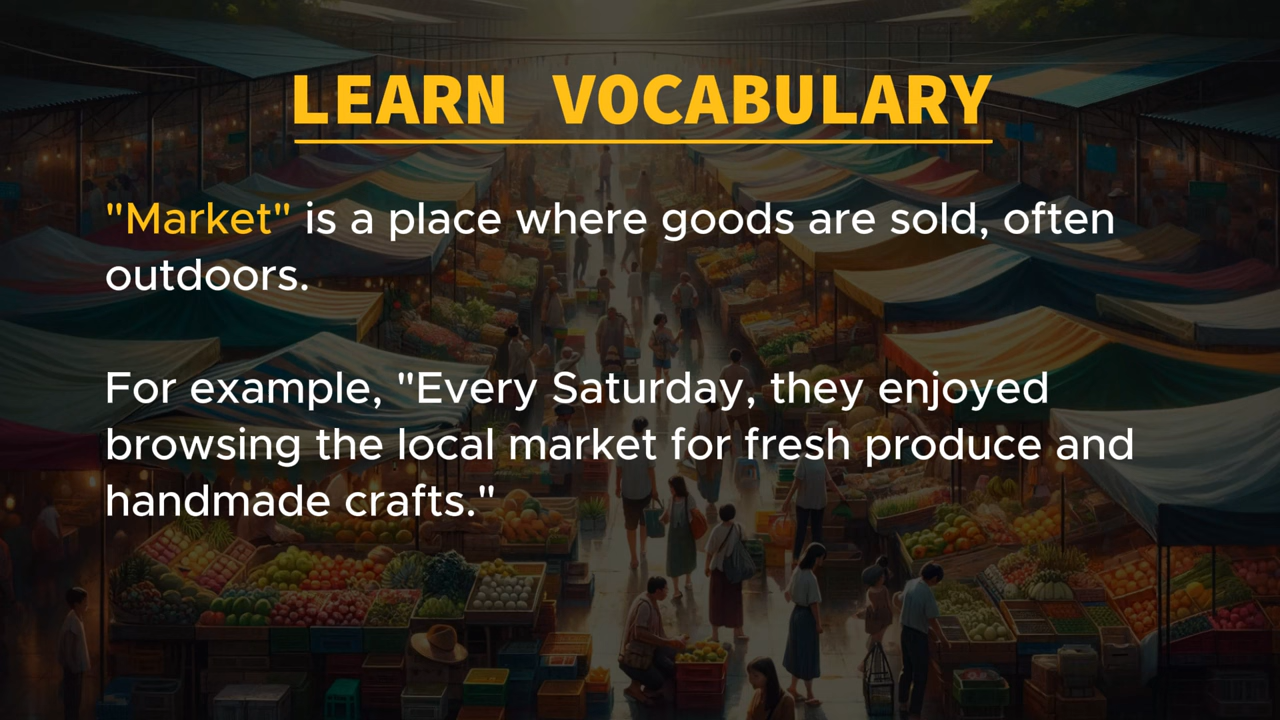 LEARN VOCABULARY
"Market" is a place where goods are sold, often
outdoors.
For example, "Every Saturday, they enjoyed
browsing the local market for fresh produce and
handmade crafts."